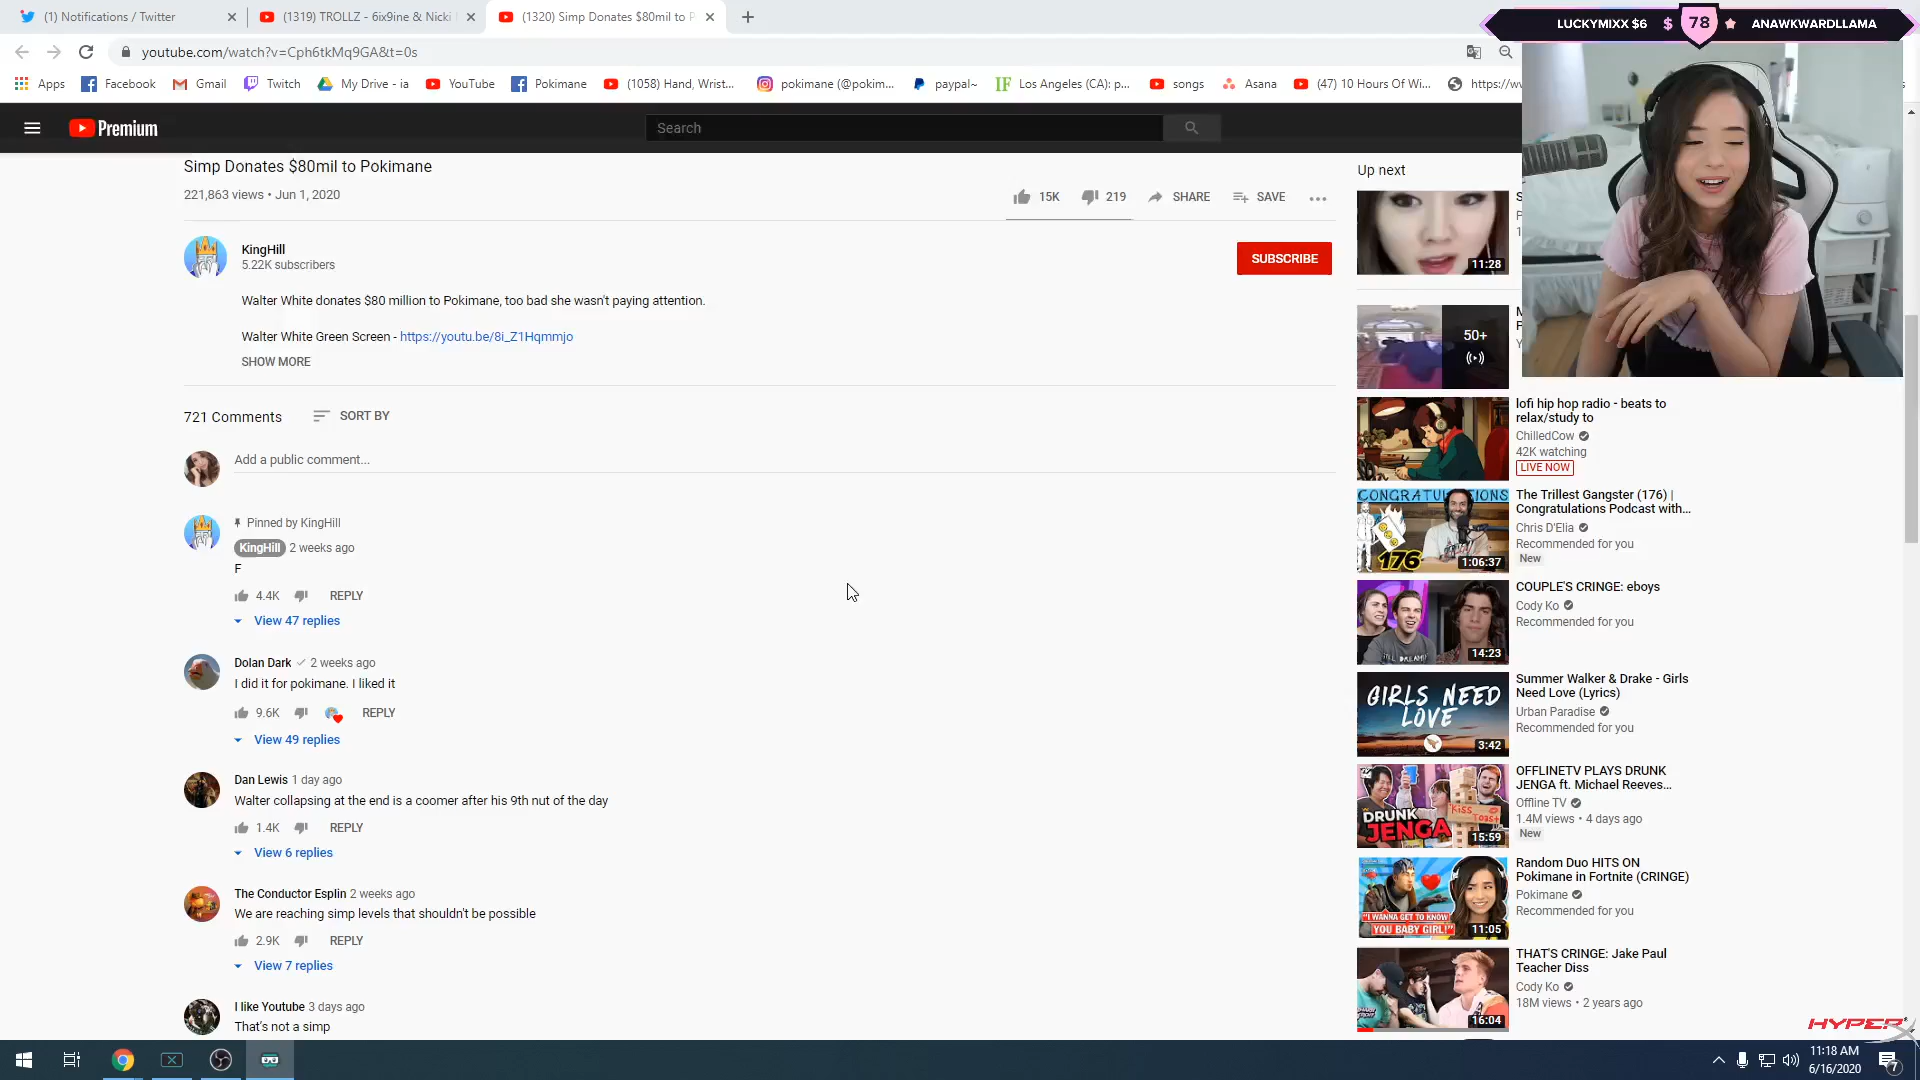 (1) Notifications / Twitter
(1319) TROLLZ - 6ix9ine & Nicki
(1320) Simp Donates $80mil to P
LUCKYMIXX $6
$
78
ANAWKWARDLLAMA
youtube.com/watch?v=Cph6tkMq9GA&t=0s
Apps
Facebook
Gmail
Twitch
My Drive - ia
YouTube
Pokimane
(1058) Hand, Wrist...
pokimane (@pokim...
paypal~
IF
Los Angeles (CA): p...
songs
Asana
(47) 10 Hours Of Wi...
https://w
Premium
Search
Simp Donates $80mil to Pokimane
221,863 views • Jun 1, 2020
15K
219
SHARE
SAVE
KingHill
5.22K subscribers
SUBSCRIBE
Walter White donates $80 million to Pokimane, too bad she wasn't paying attention.
Walter White Green Screen - https://youtu.be/8i_Z1Hqmmjo
SHOW MORE
721 Comments
SORT BY
Add a public comment...
Pinned by KingHill
KingHill 2 weeks ago
F
4.4K
REPLY
View 47 replies
Dolan Dark 2 weeks ago
I did it for pokimane. I liked it
9.6K
REPLY
View 49 replies
Dan Lewis 1 day ago
Walter collapsing at the end is a coomer after his 9th nut of the day
1.4K
REPLY
View 6 replies
The Conductor Esplin 2 weeks ago
We are reaching simp levels that shouldn't be possible
2.9K
REPLY
View 7 replies
I like Youtube 3 days ago
That's not a simp
Up next
11:28
S
P
1
50+
M
P
Y
lofi hip hop radio - beats to
relax/study to
ChilledCow
42K watching
LIVE NOW
CONGRATULATIONS
176
1:06:37
The Trillest Gangster (176) |
Congratulations Podcast with...
Chris D'Elia
Recommended for you
New
14:23
COUPLE'S CRINGE: eboys
Cody Ko
Recommended for you
GIRLS NEED
LOVE
3:42
Summer Walker & Drake - Girls
Need Love (Lyrics)
Urban Paradise
Recommended for you
DRUNK
JENGA
Kiss
Toast
15:59
OFFLINETV PLAYS DRUNK
JENGA ft. Michael Reeves...
Offline TV
1.4M views • 4 days ago
New
"I WANNA GET TO KNOW
YOU BABY GIRL!"
11:05
Random Duo HITS ON
Pokimane in Fortnite (CRINGE)
Pokimane
Recommended for you
16:04
THAT'S CRINGE: Jake Paul
Teacher Diss
Cody Ko
18M views • 2 years ago
HYPERX
11:18 AM
6/16/2020
7